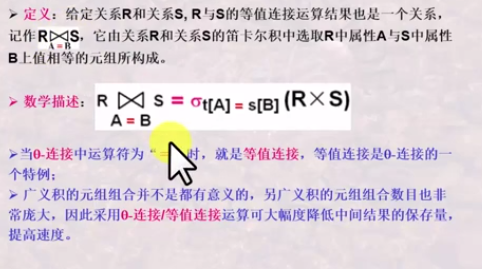 ➢ 定义：给定关系R和关系S, R与S的等值连接运算结果也是一个关系，
记作R⋈S，它由关系R和关系S的笛卡尔积中选取R中属性A与S中属性
A = B
B上值相等的元组所构成。
➢ 数学描述：R ⋈ S = σt[A] = s[B] (R×S)
A = B
➢当θ-连接中运算符为“＝”时，就是等值连接，等值连接是θ-连接的一
个特例；
➢ 广义积的元组组合并不是都有意义的，另广义积的元组组合数目也非
常庞大，因此采用θ-连接/等值连接运算可大幅度降低中间结果的保存量，
提高速度。